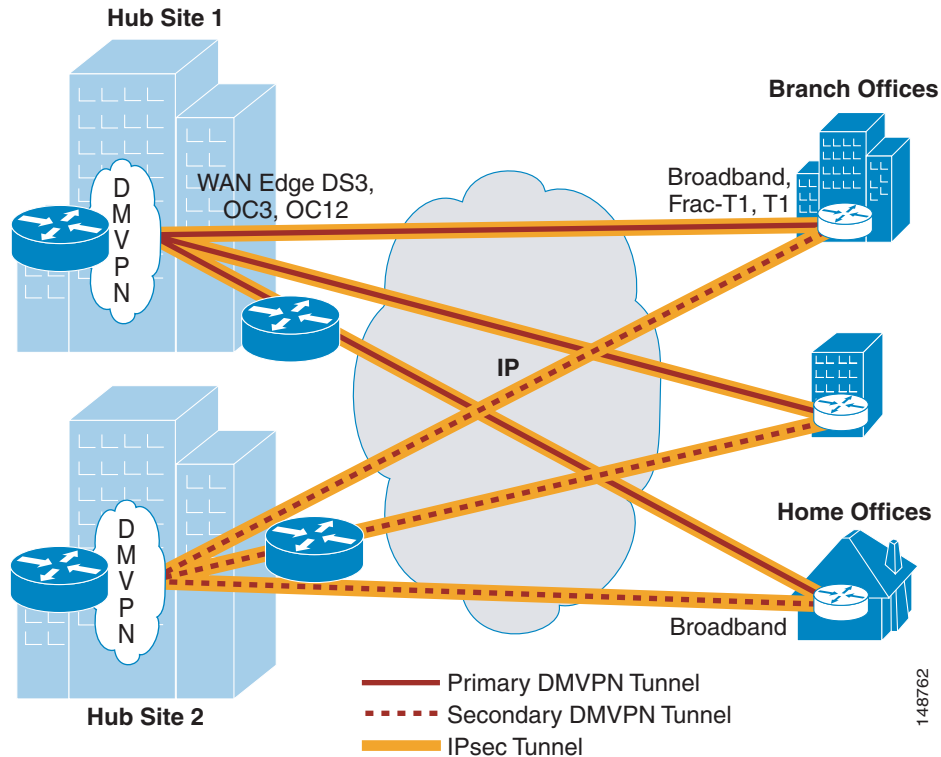 Hub Site 1
Branch Offices
WAN Edge DS3,
OC3, OC12
Broadband,
Frac-T1, T1
D
M
V
P
N
IP
D
M
V
P
N
Home Offices
Broadband
Hub Site 2
Primary DMVPN Tunnel
Secondary DMVPN Tunnel
IPsec Tunnel
148762